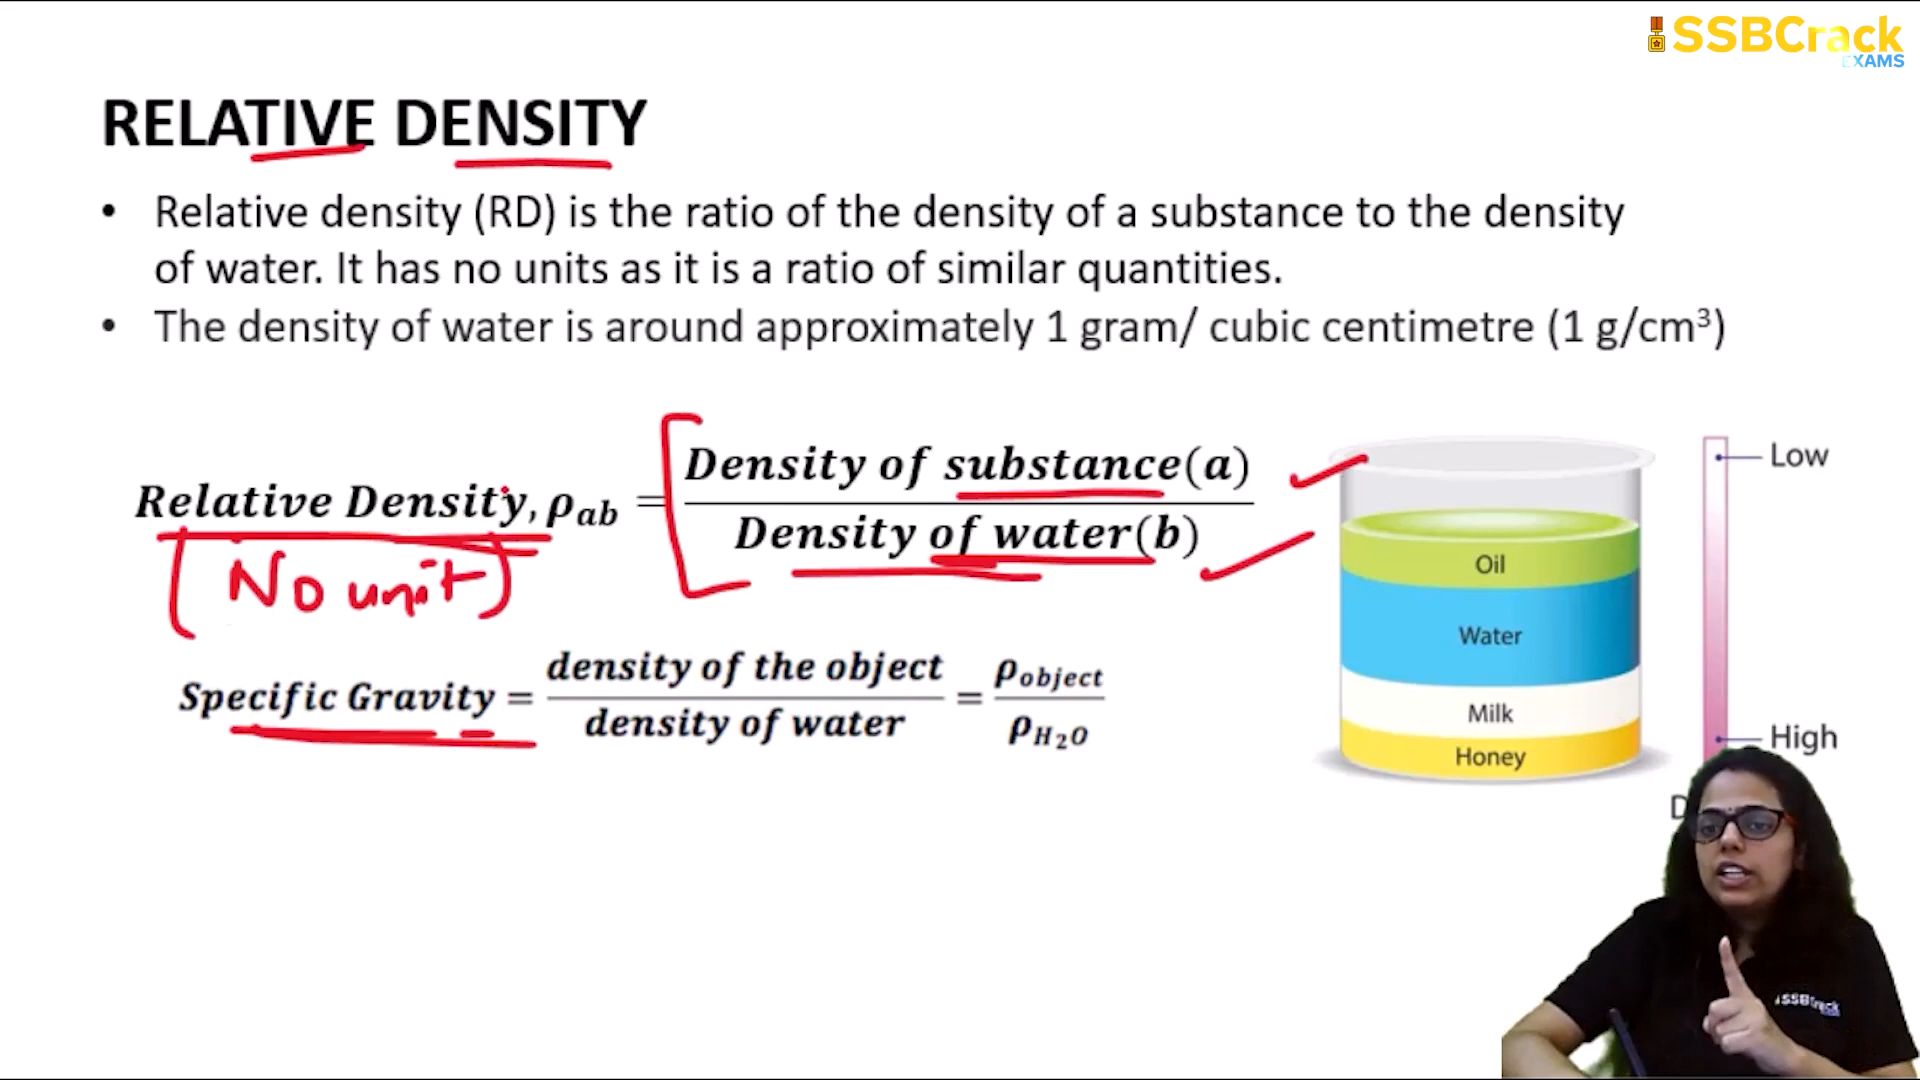 SSBCrack
EXAMS
RELATIVE DENSITY
• Relative density (RD) is the ratio of the density of a substance to the density
of water. It has no units as it is a ratio of similar quantities.
• The density of water is around approximately 1 gram/ cubic centimetre (1 g/cm³)
Relative Density, ρab = Density of substance(a) / Density of water(b)
(No unit)
Specific Gravity = density of the object / density of water = ρobject / ρH₂O
Low
Oil
Water
Milk
Honey
High
SSBCrack